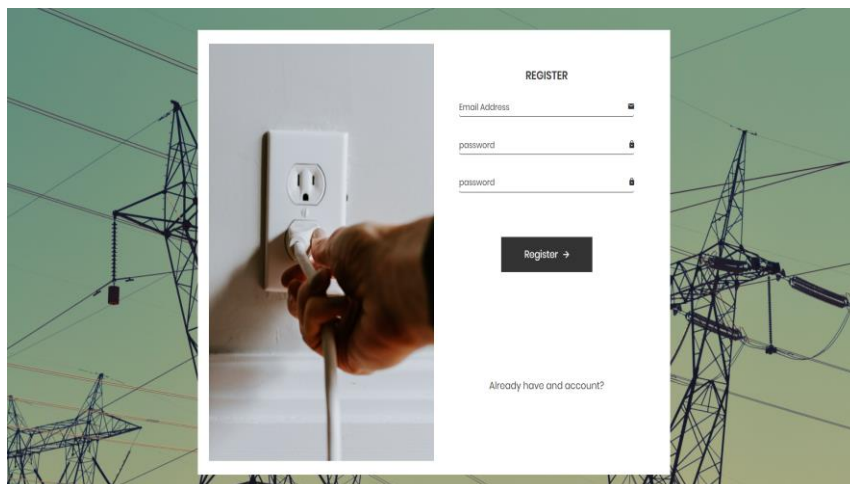 REGISTER
Email Address
password
password
Register →
Already have and account?